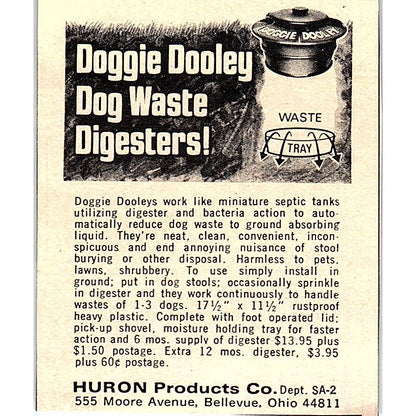 DOGGIE DOOLEY
Doggie Dooley
Dog Waste
Digesters!
WASTE
TRAY
Doggie Dooleys work like miniature septic tanks
utilizing digester and bacteria action to auto-
matically reduce dog waste to ground absorbing
liquid. They're neat, clean, convenient, incon-
spicuous and end annoying nuisance of stool
burying or other disposal. Harmless to pets,
lawns, shrubbery. To use simply install in
ground; put in dog stools; occasionally sprinkle
in digester and they work continuously to handle
wastes of 1-3 dogs. 17½" x 11½" rustproof
heavy plastic. Complete with foot operated lid;
pick-up shovel, moisture holding tray for faster
action and 6 mos. supply of digester $13.95 plus
$1.50 postage. Extra 12 mos. digester, $3.95
plus 60¢ postage.
HURON Products Co. Dept. SA-2
555 Moore Avenue, Bellevue, Ohio 44811